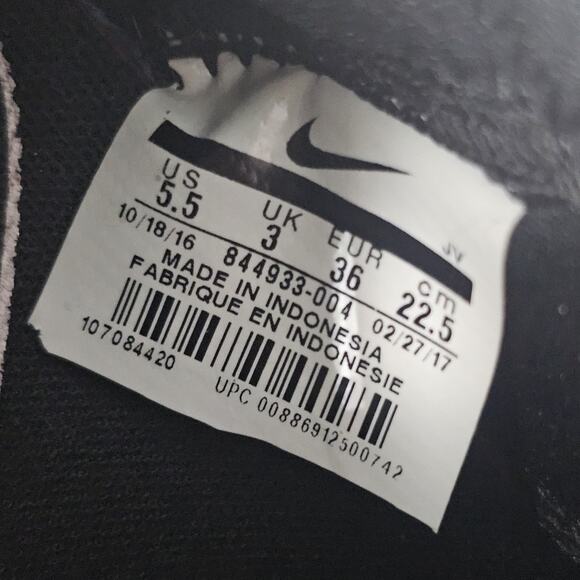 JV
US UK EUR cm
5.5 3 36 22.5
10/18/16 844933-004 02/27/17
MADE IN INDONESIA
FABRIQUE EN INDONESIE
107084420
UPC 00886912500742